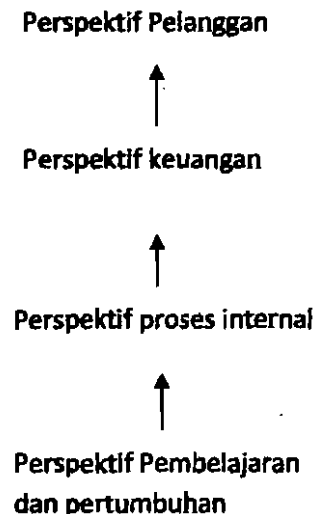 Perspektif Pelanggan
Perspektif keuangan
Perspektif proses internal
Perspektif Pembelajaran
dan pertumbuhan